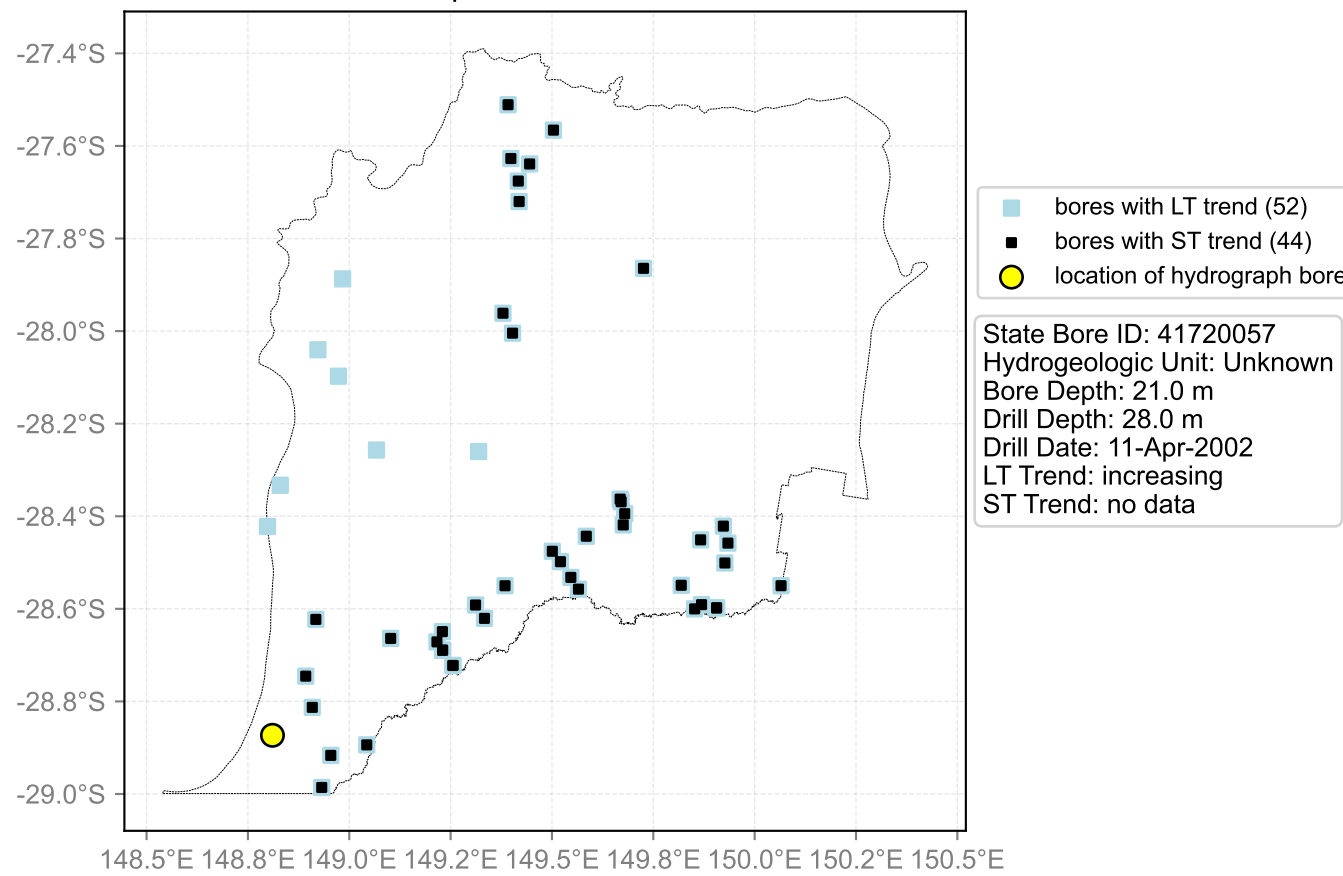 -27.4°S
-27.6°S
-27.8°S
-28.0°S
-28.2°S
-28.4°S
-28.6°S
-28.8°S
-29.0°S
148.5°E 148.8°E 149.0°E 149.2°E 149.5°E 149.8°E 150.0°E 150.2°E 150.5°E
bores with LT trend (52)
bores with ST trend (44)
location of hydrograph bore
State Bore ID: 41720057
Hydrogeologic Unit: Unknown
Bore Depth: 21.0 m
Drill Depth: 28.0 m
Drill Date: 11-Apr-2002
LT Trend: increasing
ST Trend: no data